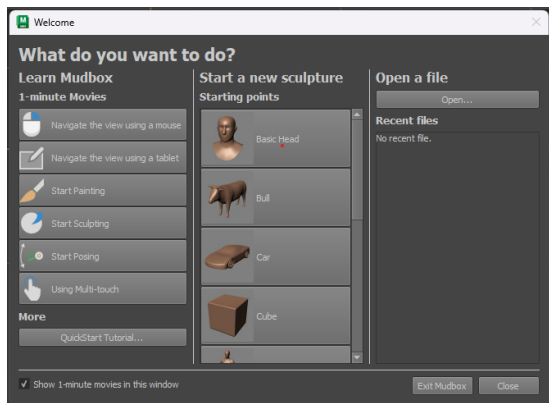 Welcome
What do you want to do?
Learn Mudbox
1-minute Movies
Navigate the view using a mouse
Navigate the view using a tablet
Start Painting
Start Sculpting
Start Posing
Using Multi-touch
More
QuickStart Tutorial...
Show 1-minute movies in this window
Start a new sculpture
Starting points
Basic Head
Bull
Car
Cube
Open a file
Open...
Recent files
No recent file.
Exit Mudbox
Close